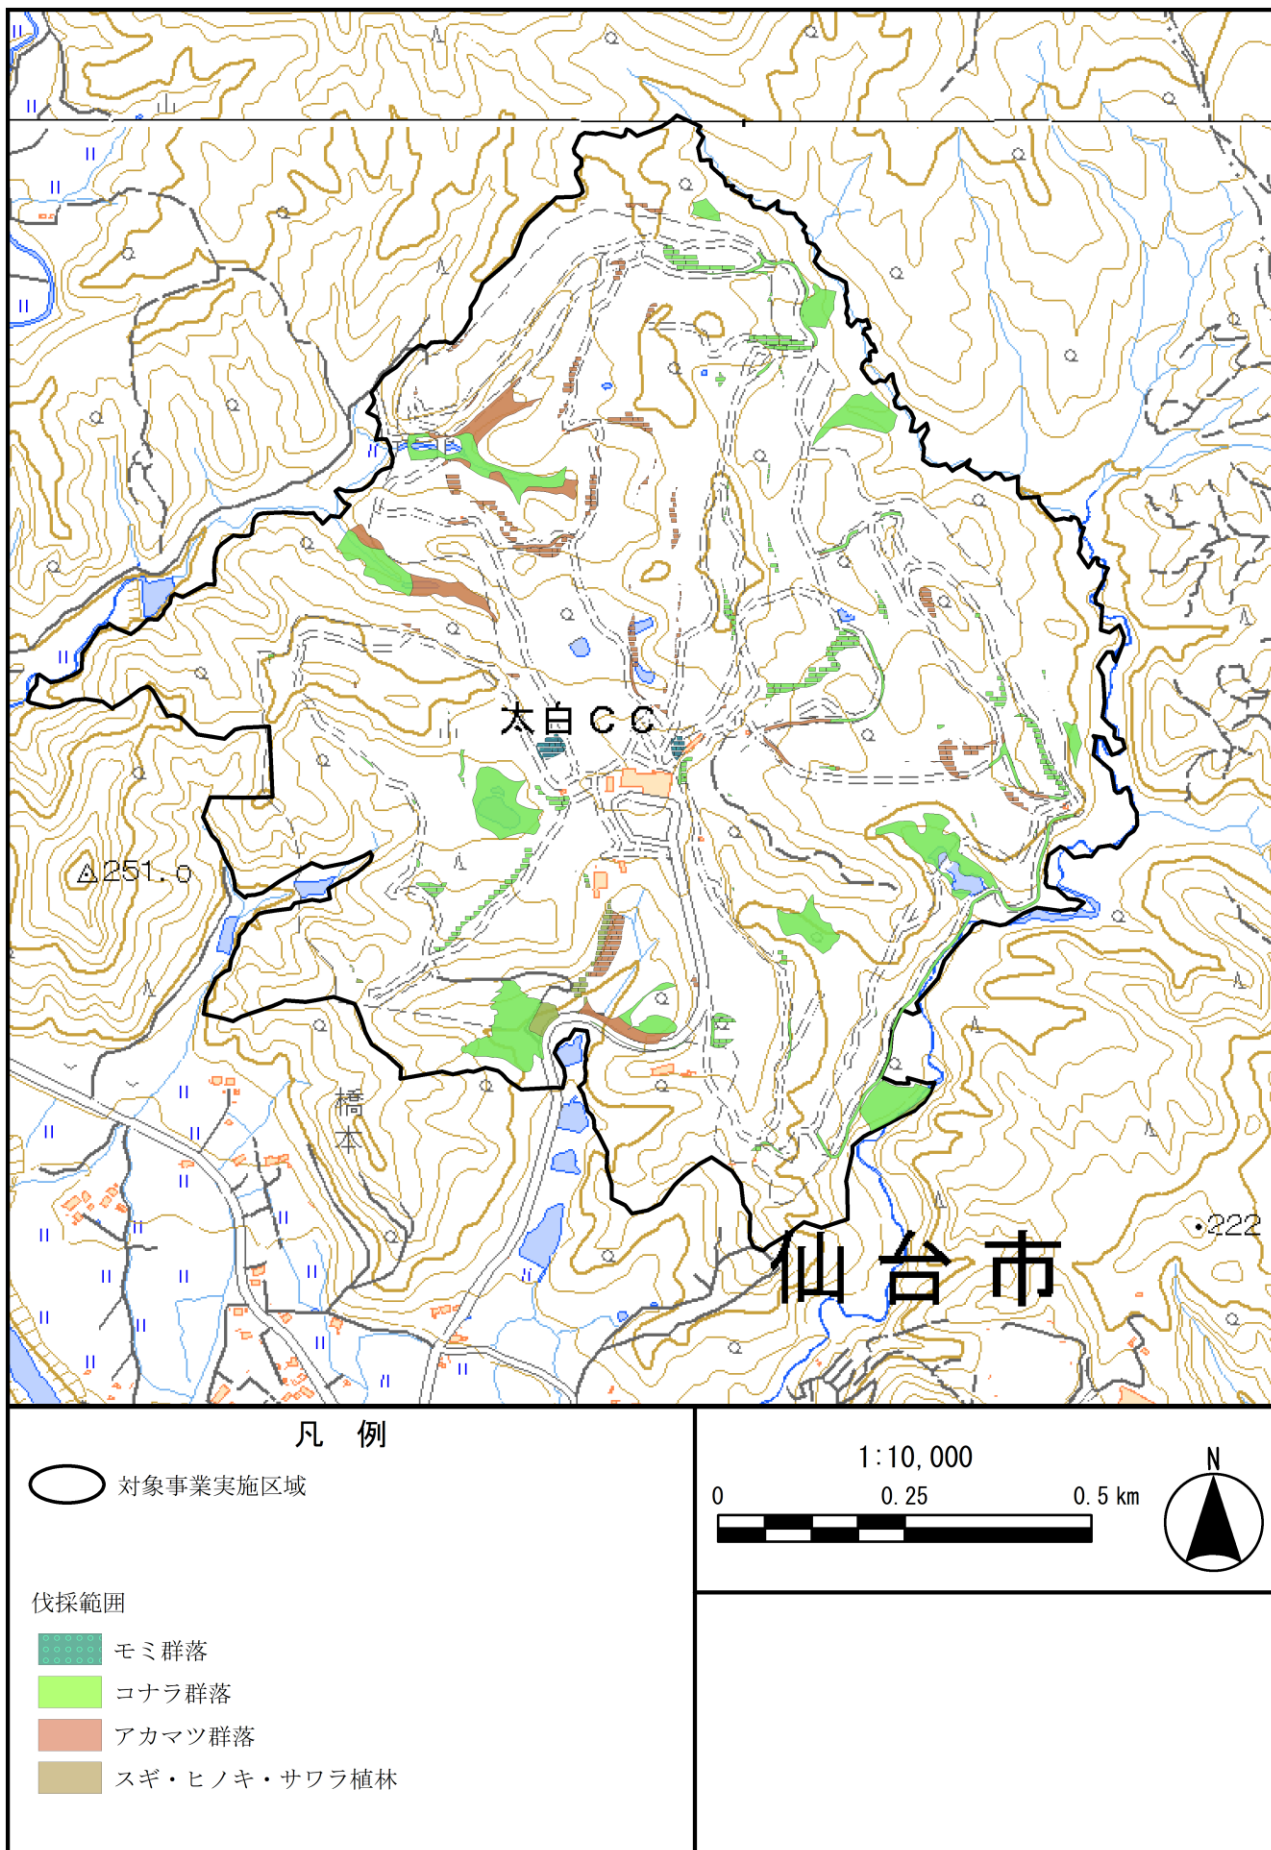 太白CC
251.0
橋本
222
仙台市
凡 例
対象事業実施区域
伐採範囲
モミ群落
コナラ群落
アカマツ群落
スギ・ヒノキ・サワラ植林
1:10,000
0 0.25 0.5 km
N